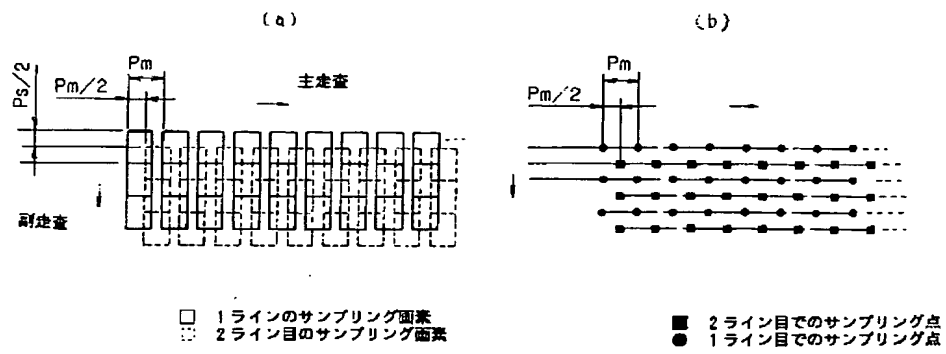 (a)
(b)
Pm
Pm/2
Ps/2
主走査
副走査
Pm
Pm/2
□ 1ラインのサンプリング画素
2ライン目のサンプリング画素
■ 2ライン目でのサンプリング点
● 1ライン目でのサンプリング点